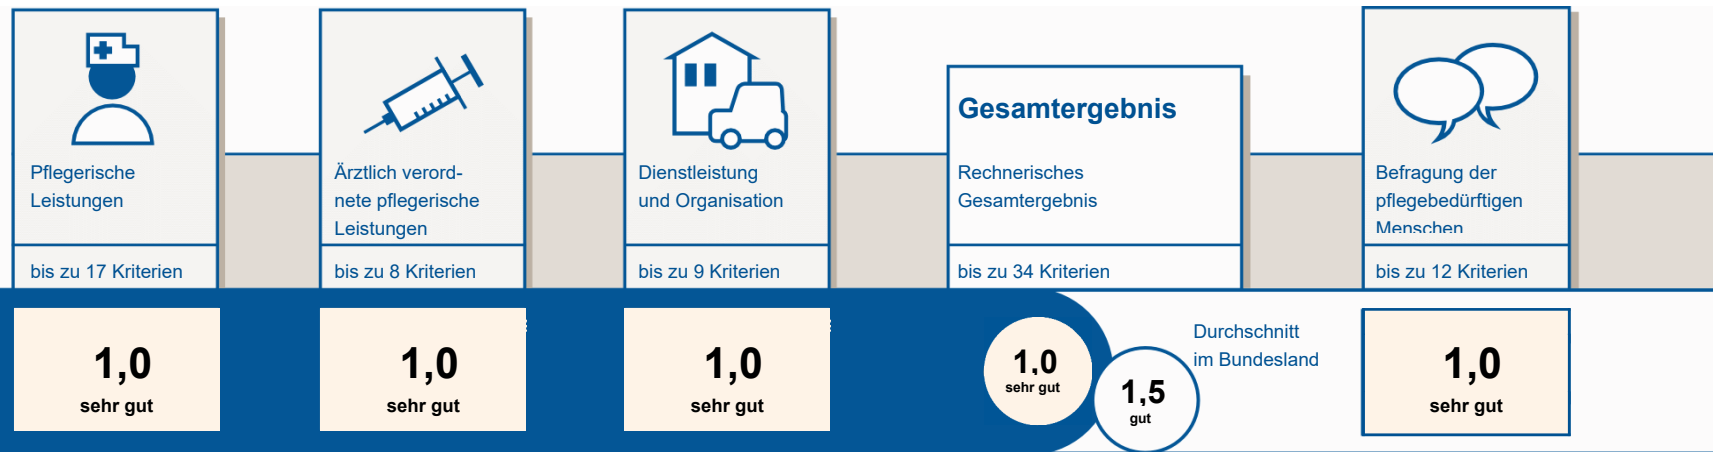 Pflegerische
Leistungen
bis zu 17 Kriterien
1,0
sehr gut
Ärztlich verord-
nete pflegerische
Leistungen
bis zu 8 Kriterien
1,0
sehr gut
Dienstleistung
und Organisation
bis zu 9 Kriterien
1,0
sehr gut
Gesamtergebnis
Rechnerisches
Gesamtergebnis
bis zu 34 Kriterien
1,0
sehr gut
1,5
gut
Durchschnitt
im Bundesland
Befragung der
pflegebedürftigen
Menschen
bis zu 12 Kriterien
1,0
sehr gut